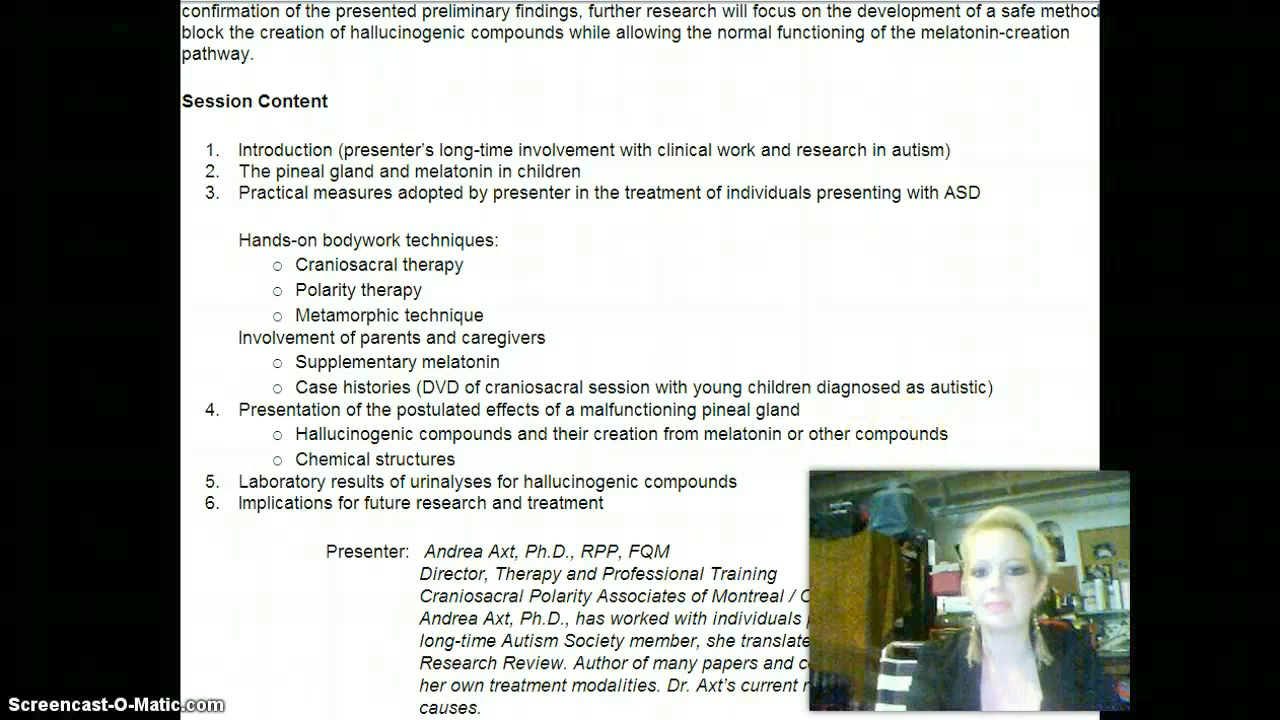 confirmation of the presented preliminary findings, further research will focus on the development of a safe method
block the creation of hallucinogenic compounds while allowing the normal functioning of the melatonin-creation
pathway.
Session Content
1. Introduction (presenter's long-time involvement with clinical work and research in autism)
2. The pineal gland and melatonin in children
3. Practical measures adopted by presenter in the treatment of individuals presenting with ASD
Hands-on bodywork techniques:
○ Craniosacral therapy
○ Polarity therapy
○ Metamorphic technique
Involvement of parents and caregivers
○ Supplementary melatonin
○ Case histories (DVD of craniosacral session with young children diagnosed as autistic)
4. Presentation of the postulated effects of a malfunctioning pineal gland
○ Hallucinogenic compounds and their creation from melatonin or other compounds
○ Chemical structures
5. Laboratory results of urinalyses for hallucinogenic compounds
6. Implications for future research and treatment
Presenter: Andrea Axt, Ph.D., RPP, FQM
Director, Therapy and Professional Training
Craniosacral Polarity Associates of Montreal /
Andrea Axt, Ph.D., has worked with individuals
long-time Autism Society member, she
Research Review. Author of many papers and
her own treatment modalities. Dr. Axt's current
causes.
Screencast-O-Matic.com